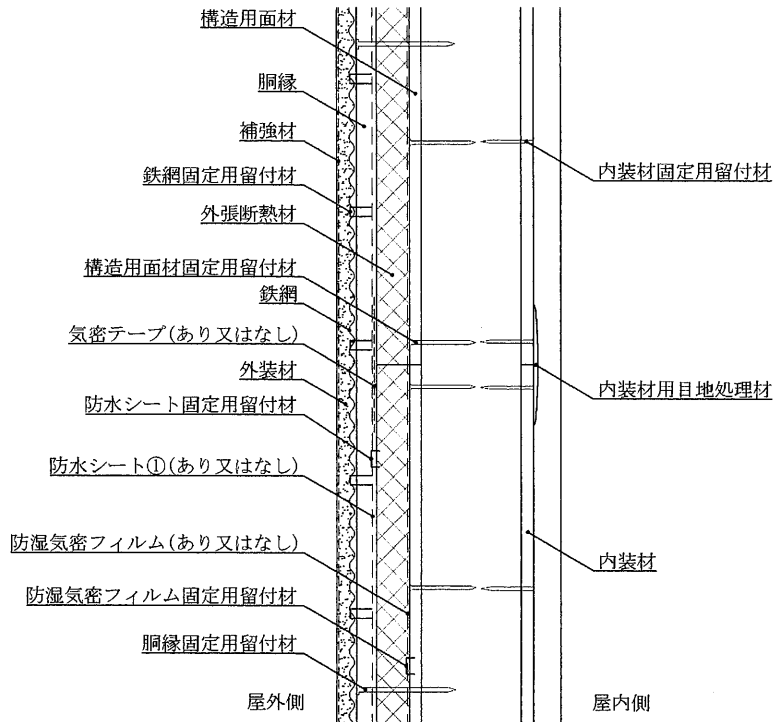 構造用面材
胴縁
補強材
鉄網固定用留付材
外張断熱材
構造用面材固定用留付材
鉄網
気密テープ(あり又はなし)
外装材
防水シート固定用留付材
防水シート①(あり又はなし)
防湿気密フィルム(あり又はなし)
防湿気密フィルム固定用留付材
胴縁固定用留付材
屋外側
内装材固定用留付材
内装材用目地処理材
内装材
屋内側